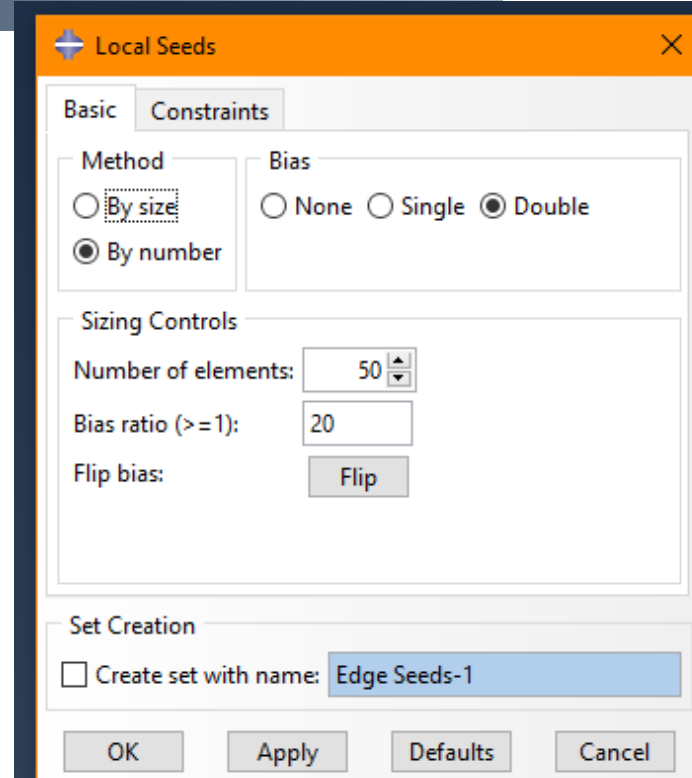 Local Seeds
Basic Constraints
Method Bias
By size None Single Double
By number
Sizing Controls
Number of elements: 50
Bias ratio (>=1): 20
Flip bias: Flip
Set Creation
Create set with name: Edge Seeds-1
OK Apply Defaults Cancel